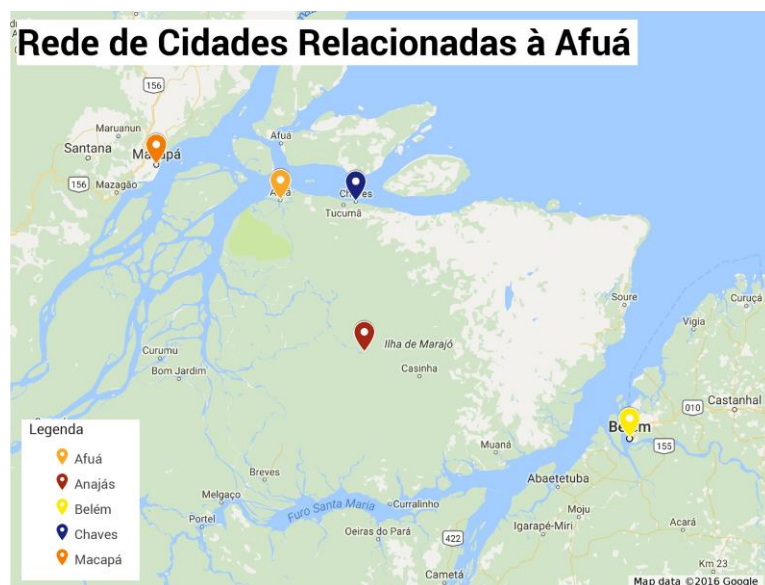 Rede de Cidades Relacionadas à Afuá
156
Maruanun
Santana
Macapá
Afuá
156
Mazagão
Afuá
Chaves
Tucumã
Soure
Curuçá
Vigia
Ilha de Marajó
Curumu
Bom Jardim
Casinha
010
Castanhal
Belém
155
Muaná
Legenda
Afuá
Anajás
Belém
Chaves
Macapá
Breves
Melgaço
Portel
Furo Santa Maria
Curralinho
Oeiras do Pará
422
Cametá
Abaetetuba
Moju
Igarapé-Miri
Acará
Km 23
Map data ©2016 Google